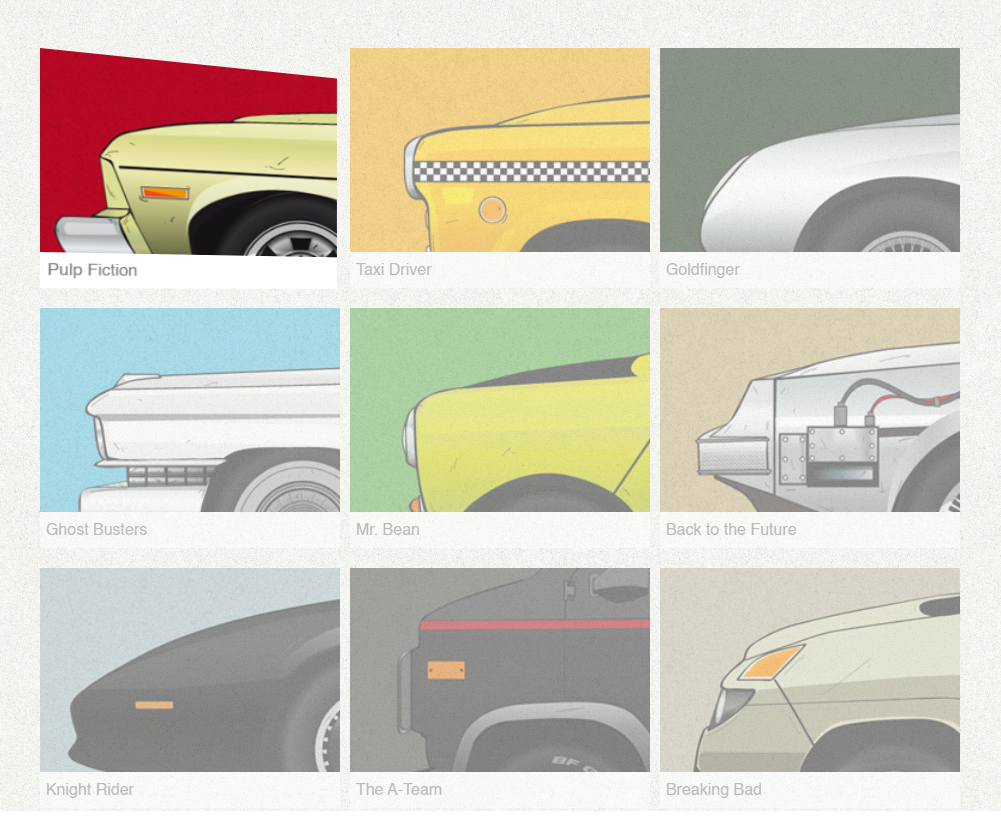 Pulp Fiction
Taxi Driver
Goldfinger
Ghost Busters
Mr. Bean
Back to the Future
Knight Rider
The A-Team
BF G
Breaking Bad